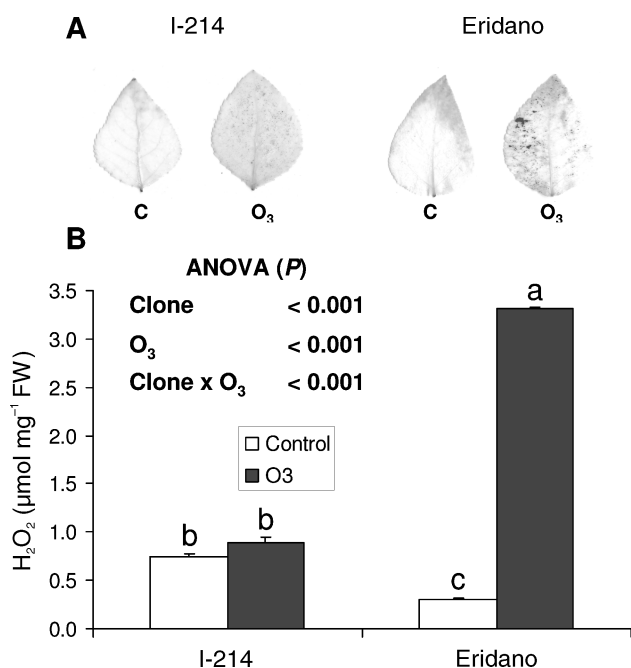 A
I-214 Eridano
C O₃ C O₃
B
ANOVA (P)
Clone < 0.001
O₃ < 0.001
Clone x O₃ < 0.001
Control
O3
H₂O₂ (µmol mg⁻¹ FW)
3.5
3.0
2.5
2.0
1.5
1.0
0.5
0.0
b b c a
I-214 Eridano